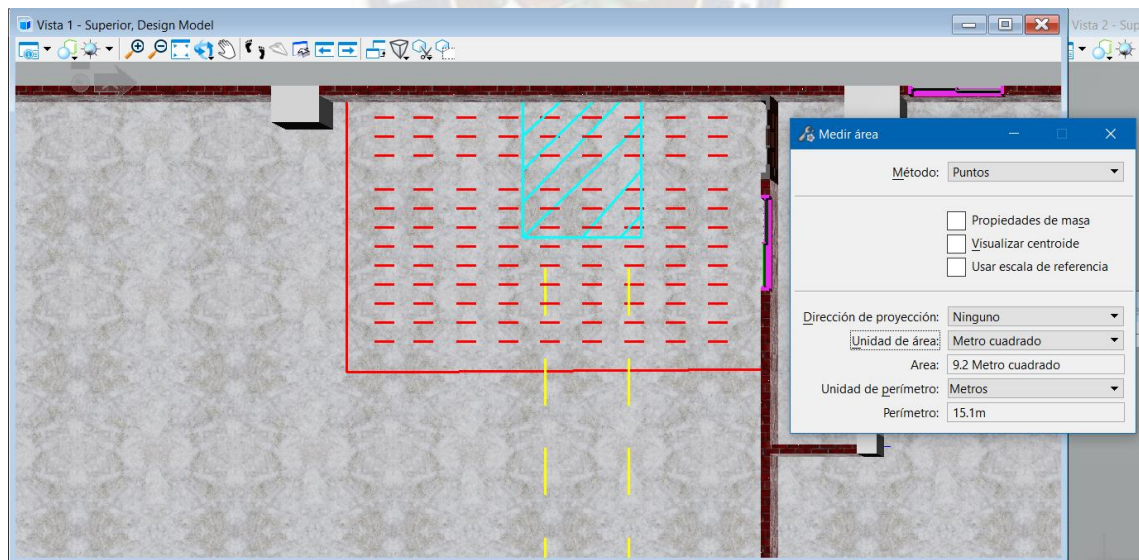 Vista 1 - Superior, Design Model
Vista 2 - Sup
Medir área
Método: Puntos
Propiedades de masa
Visualizar centroide
Usar escala de referencia
Dirección de proyección: Ninguno
Unidad de área: Metro cuadrado
Area: 9.2 Metro cuadrado
Unidad de perímetro: Metros
Perímetro: 15.1m